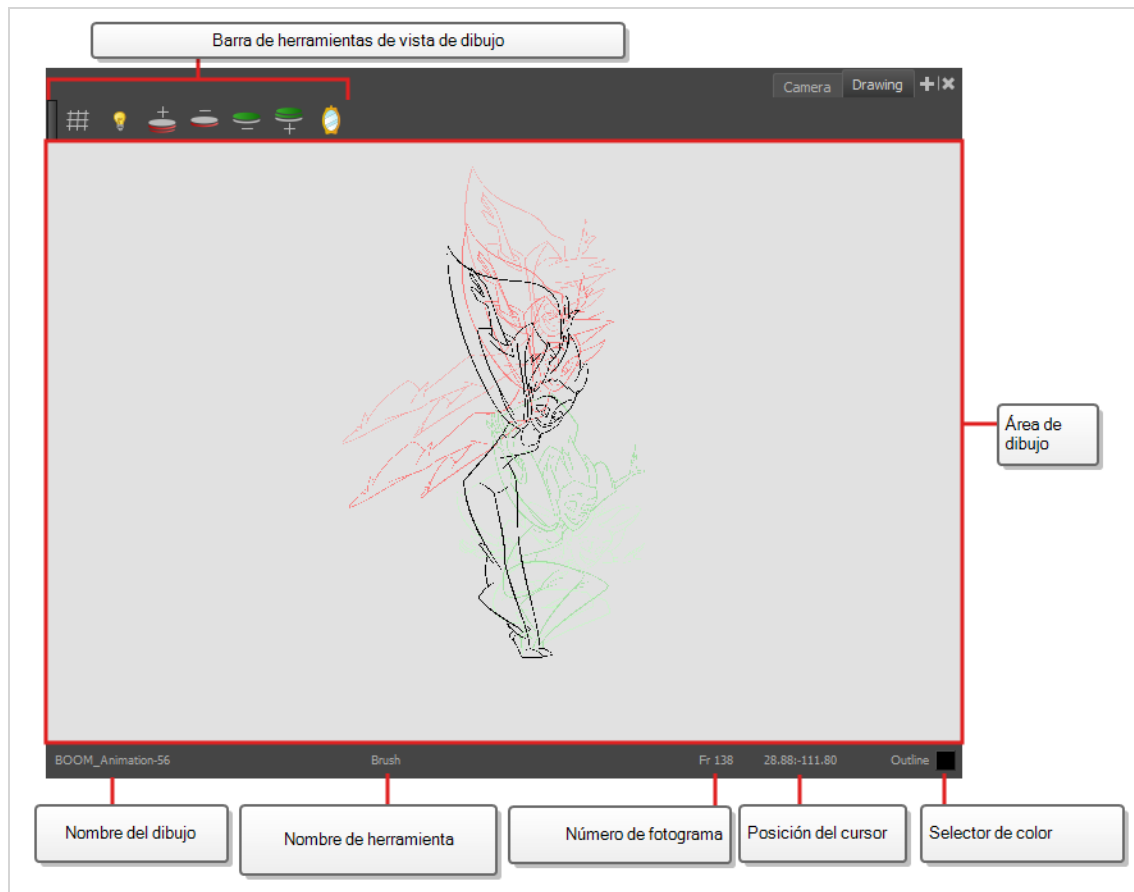 Barra de herramientas de vista de dibujo
Camera
Drawing
Área de
dibujo
BOOM_Animation-56
Brush
Fr 138
28.88:-111.80
Outline
Nombre del dibujo
Nombre de herramienta
Número de fotograma
Posición del cursor
Selector de color